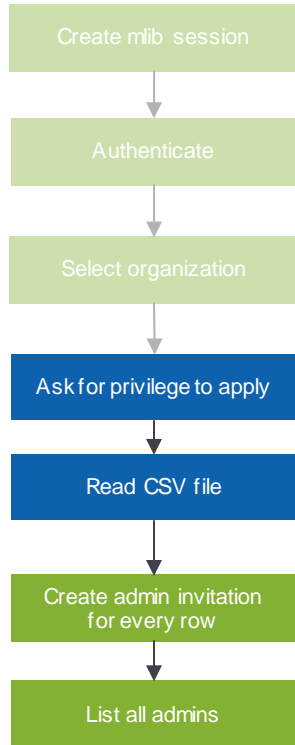 Create mlib session
Authenticate
Select organization
Ask for privilege to apply
Read CSV file
Create admin invitation
for every row
List all admins